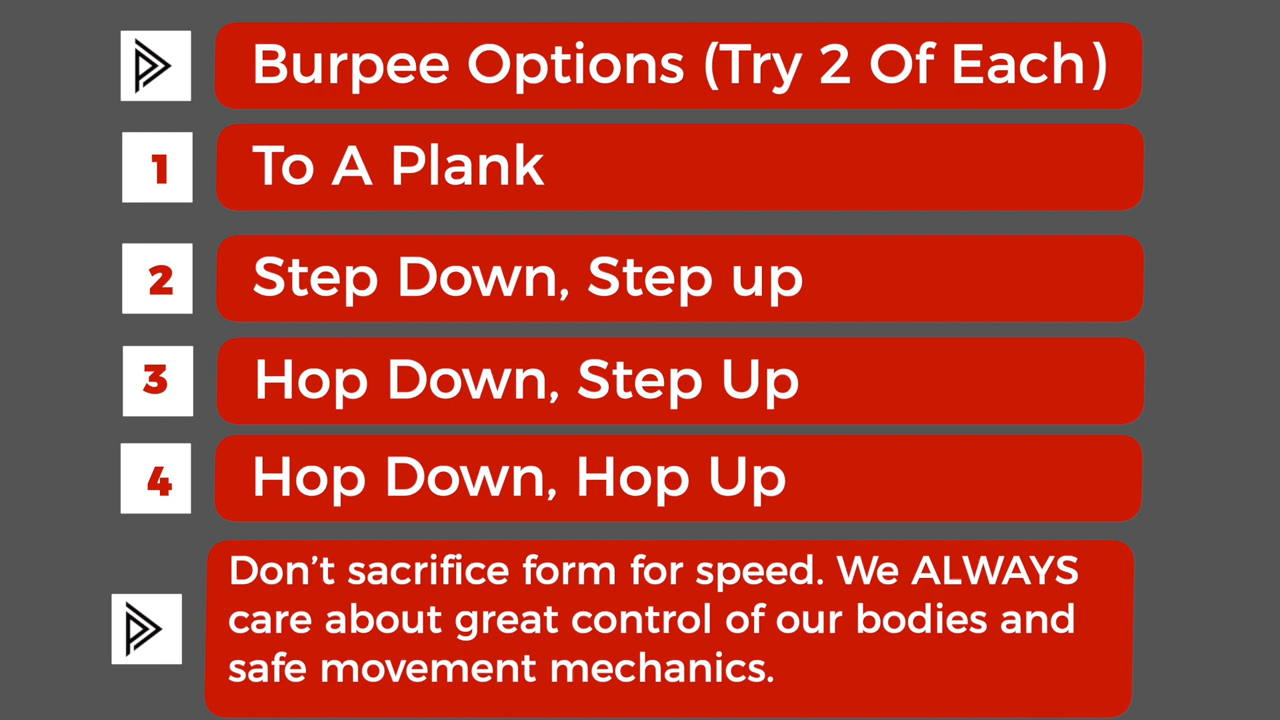 Burpee Options (Try 2 Of Each)
1 To A Plank
2 Step Down, Step up
3 Hop Down, Step Up
4 Hop Down, Hop Up
Don't sacrifice form for speed. We ALWAYS
care about great control of our bodies and
safe movement mechanics.